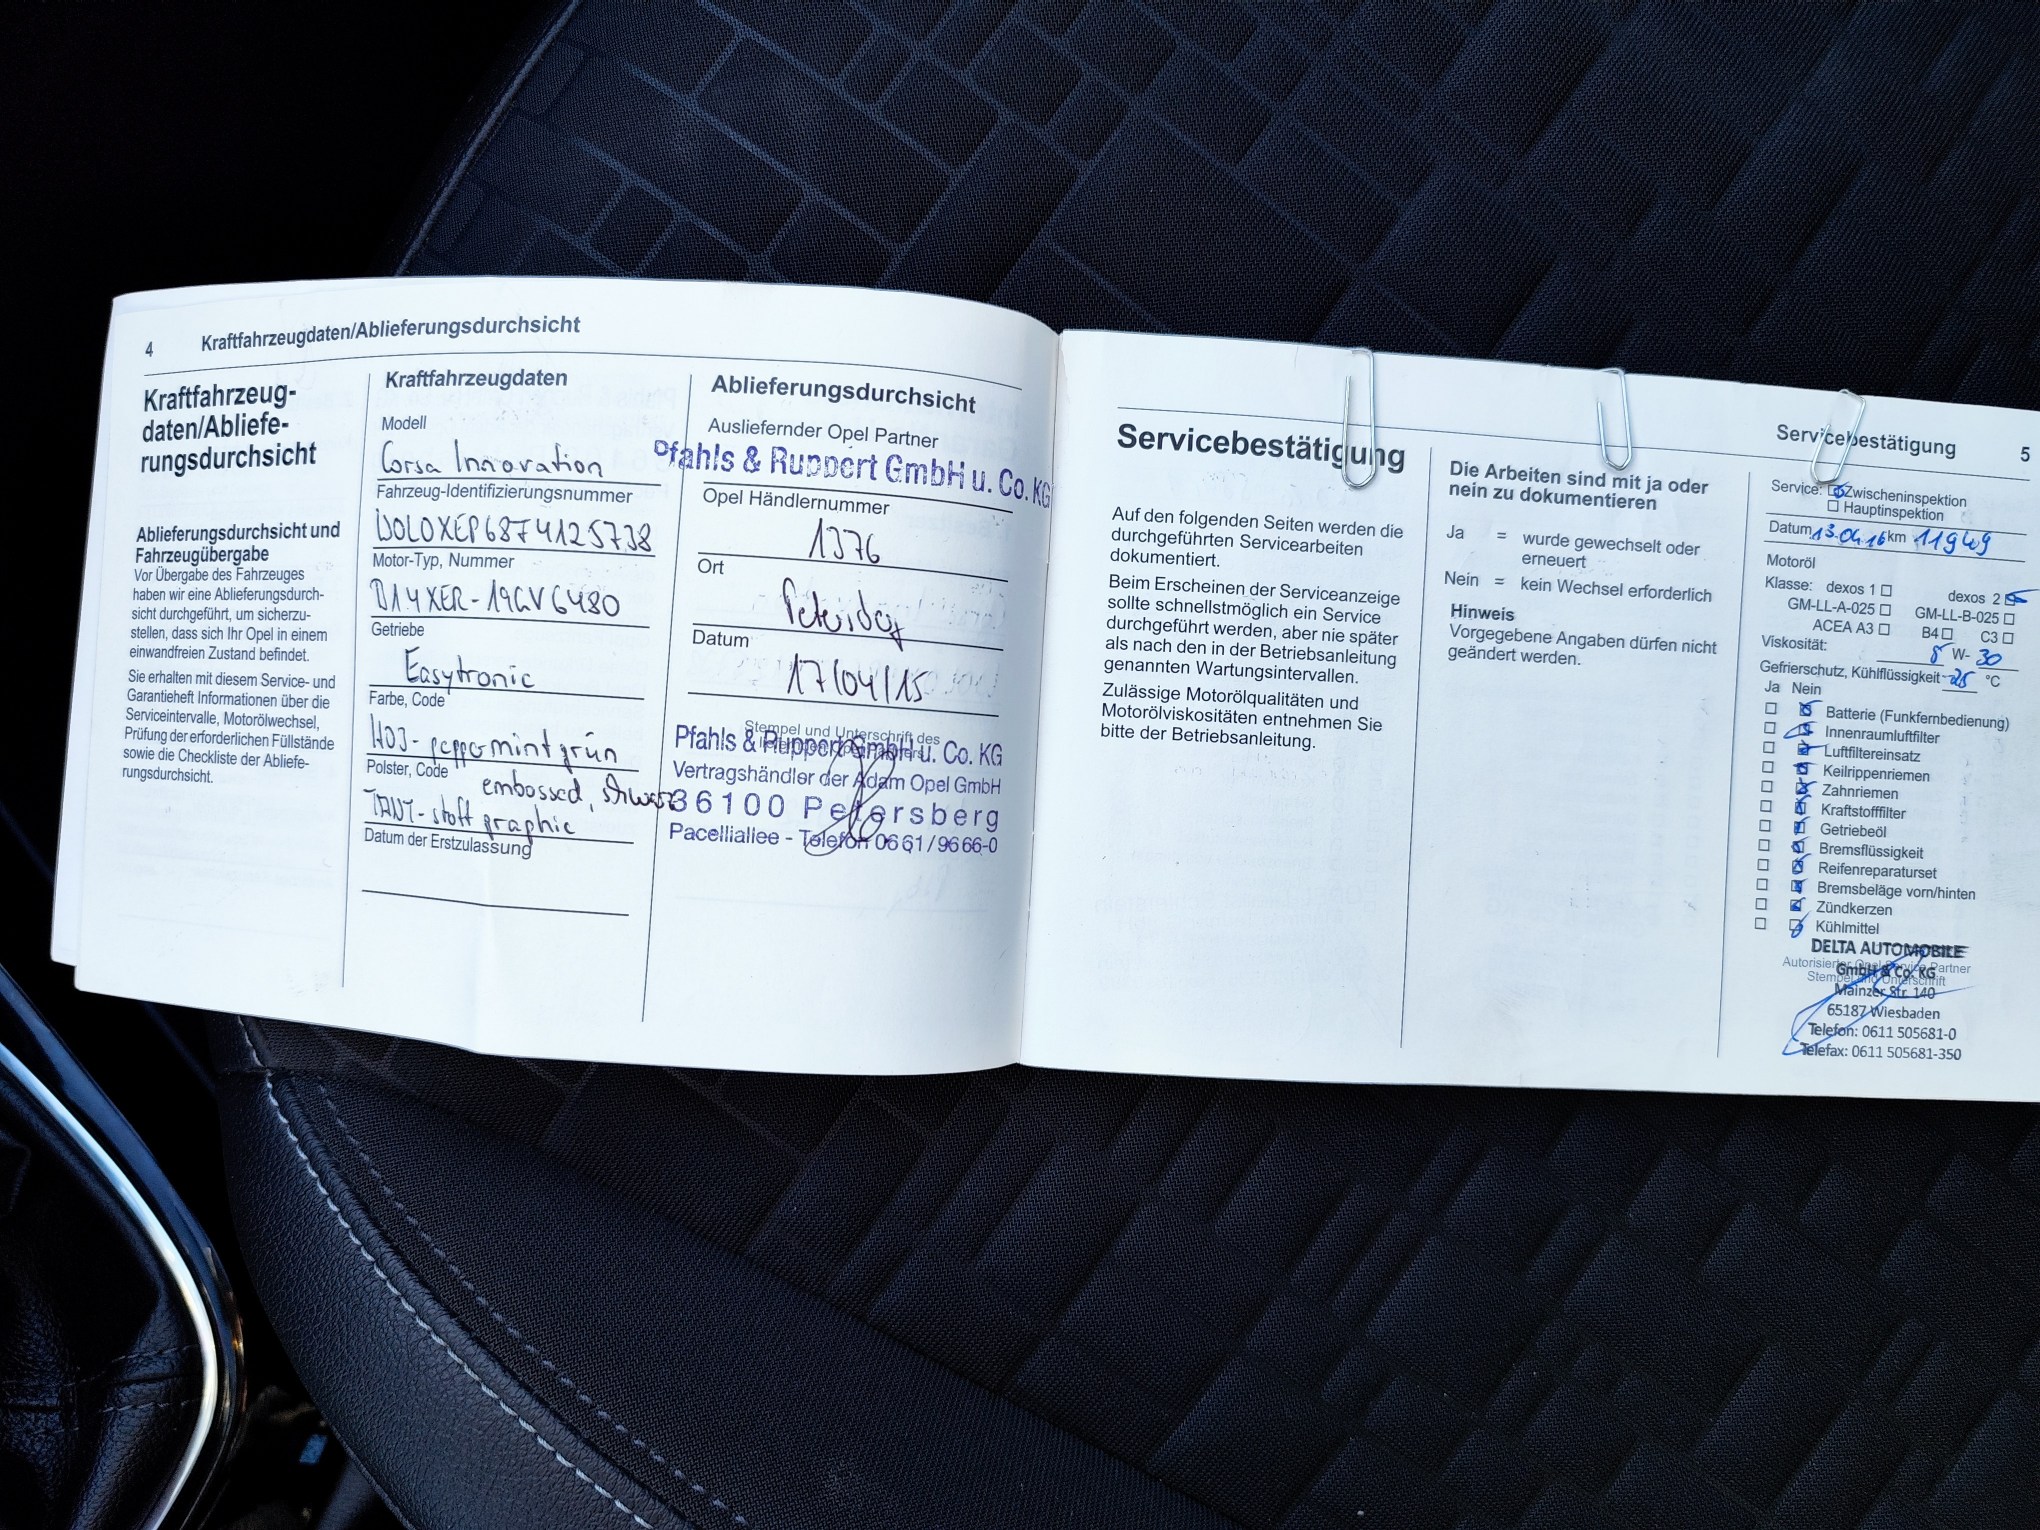 4 Kraftfahrzeugdaten/Ablieferungsdurchsicht
Kraftfahrzeug-
daten/Abliefe-
rungsdurchsicht
Ablieferungsdurchsicht und
Fahrzeugübergabe
Vor Übergabe des Fahrzeuges
haben wir eine Ablieferungsdurch-
sicht durchgeführt, um sicherzu-
stellen, dass sich Ihr Opel in einem
einwandfreien Zustand befindet.
Sie erhalten mit diesem Service- und
Garantieheft Informationen über die
Serviceintervalle, Motorölwechsel,
Prüfung der erforderlichen Füllstände
sowie die Checkliste der Abliefe-
rungsdurchsicht.
Kraftfahrzeugdaten
Modell
Corsa Innovation
Fahrzeug-Identifizierungsnummer
W0L0XEP6874125738
Motor-Typ, Nummer
B14XER-19GV6480
Getriebe
Easytronic
Farbe, Code
peppermintgrün
Polster, Code
embossed, schwarz
TANT-stoff graphic
Datum der Erstzulassung
Ablieferungsdurchsicht
Ausliefernder Opel Partner
Pfahls & Ruppert GmbH u. Co. KG
Opel Händlernummer
1376
Ort
Datum
17/04/15
Stempel und Unterschrift des
Pfahls & Ruppert GmbH u. Co. KG
Vertragshändler der Adam Opel GmbH
36100 Petersberg
Pacelliallee - Telefon 0661/9666-0
Servicebestätigung
Auf den folgenden Seiten werden die
durchgeführten Servicearbeiten
dokumentiert.
Beim Erscheinen der Serviceanzeige
sollte schnellstmöglich ein Service
durchgeführt werden, aber nie später
als nach den in der Betriebsanleitung
genannten Wartungsintervallen.
Zulässige Motorölqualitäten und
Motorölviskositäten entnehmen Sie
bitte der Betriebsanleitung.
Die Arbeiten sind mit ja oder
nein zu dokumentieren
Ja = wurde gewechselt oder
erneuert
Nein = kein Wechsel erforderlich
Hinweis
Vorgegebene Angaben dürfen nicht
geändert werden.
Servicebestätigung 5
Service: Zwischeninspektion
Hauptinspektion
Datum 13.04.16 km 11949
Motoröl
Klasse: dexos 1 dexos 2
GM-LL-A-025 GM-LL-B-025
ACEA A3 B4 C3
Viskosität: W- 30
Gefrierschutz, Kühlflüssigkeit -25 °C
Ja Nein
Batterie (Funkfernbedienung)
Innenraumluftfilter
Luftfiltereinsatz
Keilrippenriemen
Zahnriemen
Kraftstofffilter
Getriebeöl
Bremsflüssigkeit
Reifenreparaturset
Bremsbeläge vorn/hinten
Zündkerzen
Kühlmittel
DELTA AUTOMOBILE
Autorisierter Opel Service Partner
GmbH & Co. KG
Stempel und Unterschrift
Mainzer Str. 140
65187 Wiesbaden
Telefon: 0611 505681-0
Telefax: 0611 505681-350